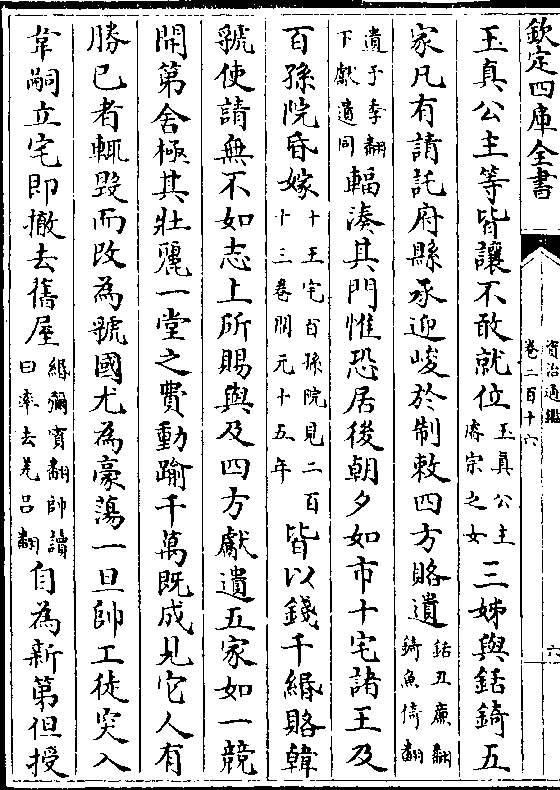 欽定四庫全書
資治通鑑
卷二百十六
六
玉真公主等皆讓不敢就位玉真公主睿宗之女三姊與銛錡五
家凡有請託府縣承迎峻於制敕四方賂遺銛丑廉翻錡魚倚翻
遺于季翻下獻遺同輻湊其門惟恐居後朝夕如市十宅諸王及
百孫院昏嫁十王宅百孫院見二百十三卷開元十五年皆以錢千緡賂韓
虢使請無不如志上所賜與及四方獻遺五家如一競
開第舍極其壯麗一堂之費動踰千萬既成見它人有
勝已者輒毀而改為虢國尤為豪蕩一旦帥工徒突入
韋嗣立宅即撤去舊屋緡彌賓翻帥讀曰率去羌呂翻自為新第但授